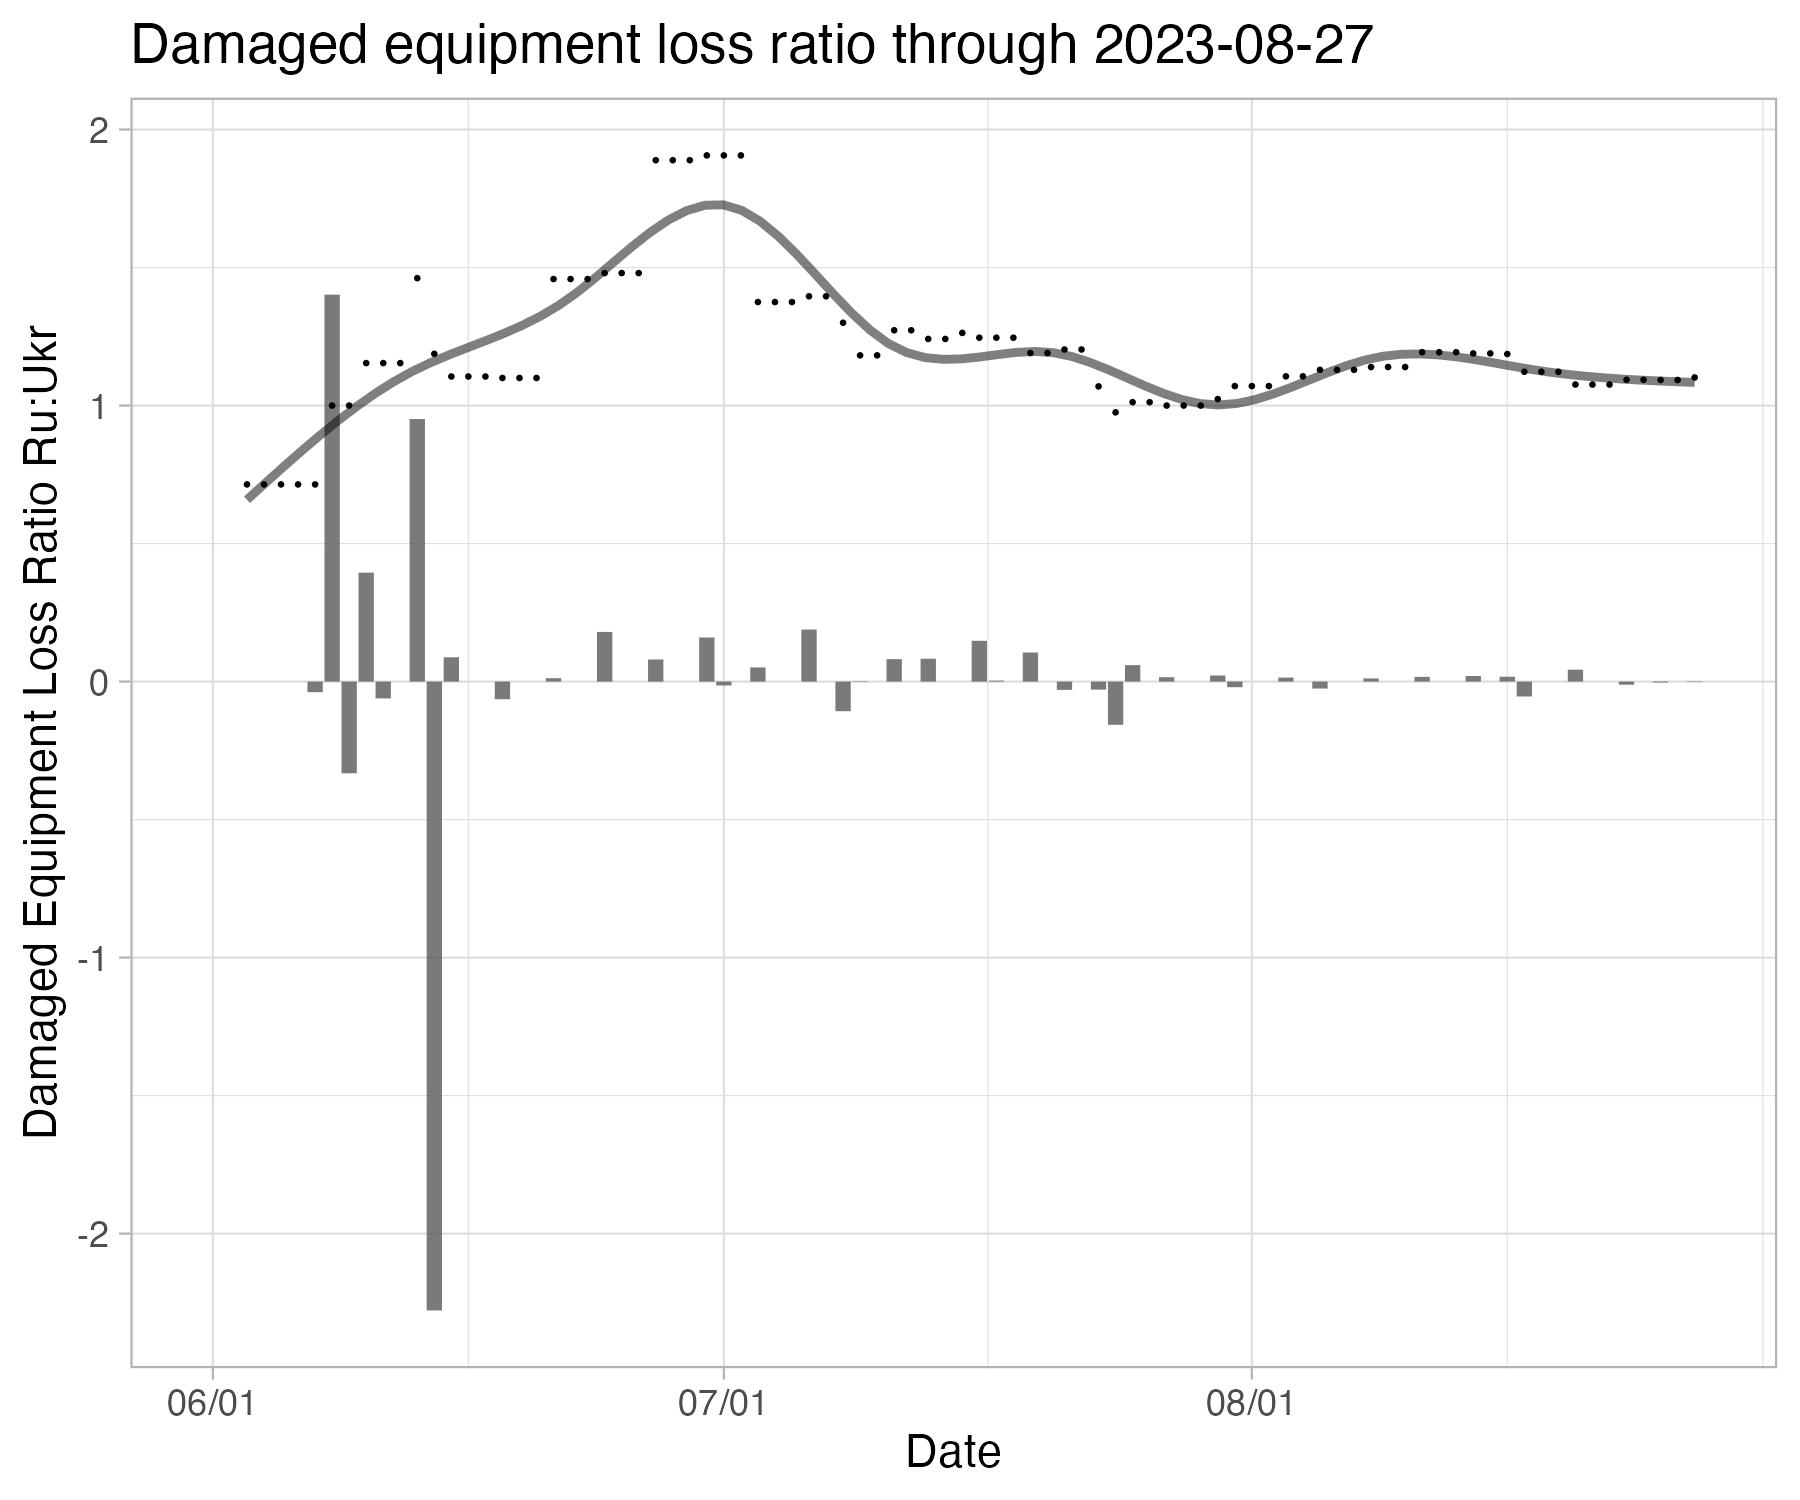 Damaged equipment loss ratio through 2023-08-27
Damaged Equipment Loss Ratio Ru:Ukr
2
1
0
-1
-2
06/01
07/01
08/01
Date